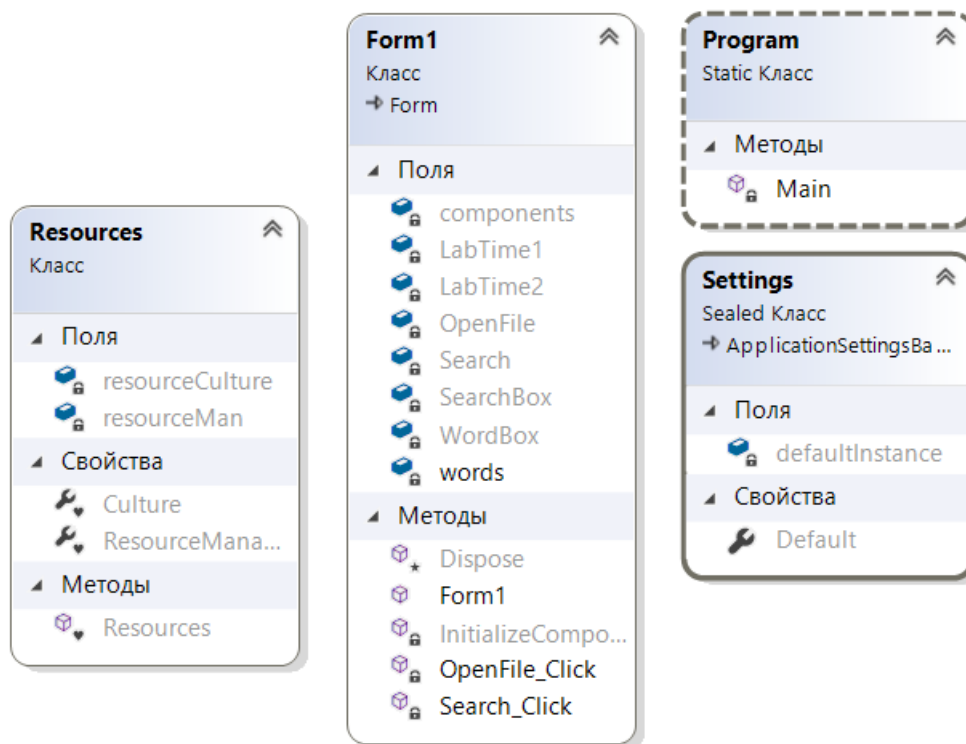 Resources
Класс
Поля
resourceCulture
resourceMan
Свойства
Culture
ResourceMana...
Методы
Resources
Form1
Класс
Form
Поля
components
LabTime1
LabTime2
OpenFile
Search
SearchBox
WordBox
words
Методы
Dispose
Form1
InitializeCompo...
OpenFile_Click
Search_Click
Program
Static Класс
Методы
Main
Settings
Sealed Класс
ApplicationSettingsBa...
Поля
defaultInstance
Свойства
Default